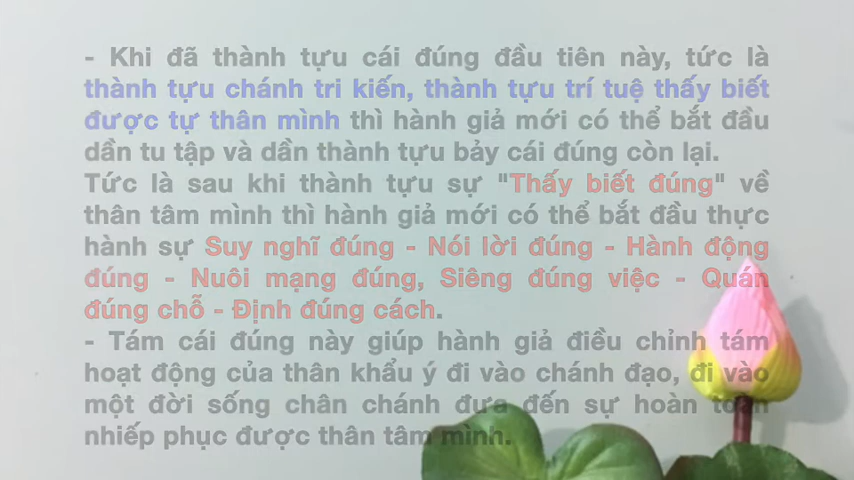 - Khi đã thành tựu cái đúng đầu tiên này, tức là
thành tựu chánh tri kiến, thành tựu trí tuệ thấy biết
được tự thân mình thì hành giả mới có thể bắt đầu
dần tu tập và dần thành tựu bảy cái đúng còn lại.
Tức là sau khi thành tựu sự "Thấy biết đúng" về
thân tâm mình thì hành giả mới có thể bắt đầu thực
hành sự Suy nghĩ đúng - Nói lời đúng - Hành động
đúng - Nuôi mạng đúng, Siêng đúng việc - Quán
đúng chỗ - Định đúng cách.
- Tám cái đúng này giúp hành giả điều chỉnh tám
hoạt động của thân khẩu ý đi vào chánh đạo, đi vào
một đời sống chân chánh đưa đến sự hoàn toàn
nhiếp phục được thân tâm mình.